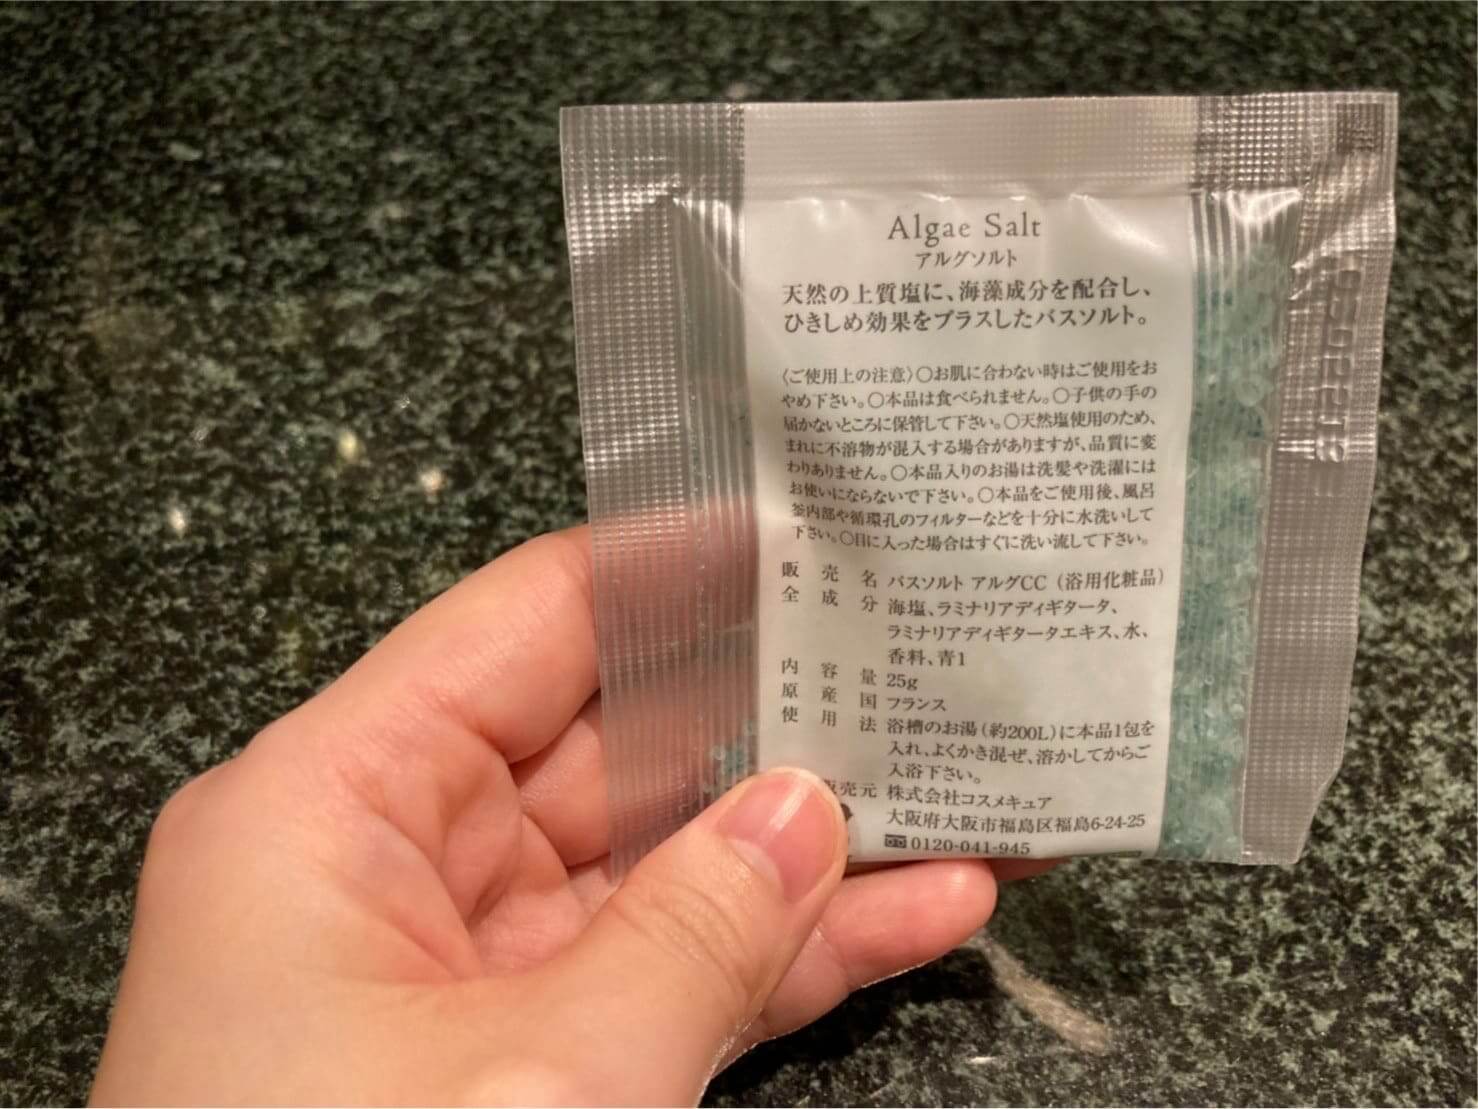 Algae Salt
アルグソルト
天然の上質塩に、海藻成分を配合し、
ひきしめ効果をプラスしたバスソルト。
〈ご使用上の注意〉○お肌に合わない時はご使用をお
やめ下さい。○本品は食べられません。○子供の手の
届かないところに保管して下さい。○天然塩使用のため、
まれに不溶物が混入する場合がありますが、品質に変
わりありません。○本品入りのお湯は洗髪や洗濯には
お使いにならないで下さい。○本品をご使用後、風呂
釜内部や循環孔のフィルターなどを十分に水洗いして
下さい。○目に入った場合はすぐに洗い流して下さい。
販売名 バスソルト アルグCC（浴用化粧品）
全成分 海塩、ラミナリアディギタータ、
ラミナリアディギタータエキス、水、
香料、青1
内容量 25g
原産国 フランス
使用法 浴槽のお湯（約200L）に本品1包を
入れ、よくかき混ぜ、溶かしてからご
入浴下さい。
売元 株式会社コスメキュア
大阪府大阪市福島区福島6-24-25
0120-041-945